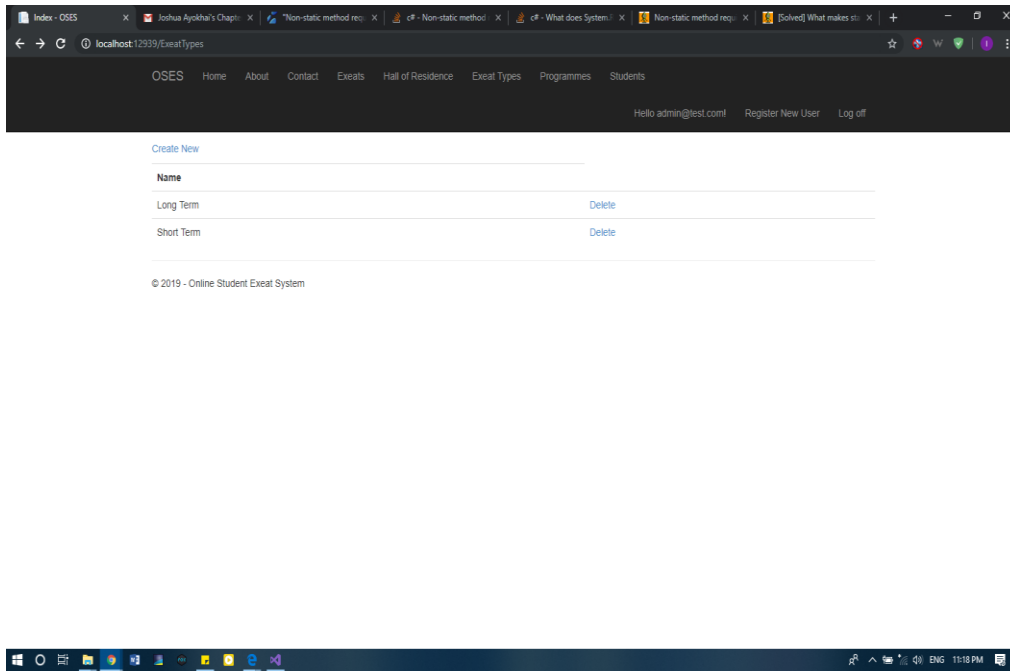 Index - OSES
Joshua Ayokhai's Chapte
"Non-static method req
c# - Non-static method
c# - What does System.
Non-static method requ
[Solved] What makes sta
localhost:12939/ExeatTypes
OSES Home About Contact Exeats Hall of Residence Exeat Types Programmes Students
Hello admin@test.com! Register New User Log off
Create New
Name
Long Term Delete
Short Term Delete
© 2019 - Online Student Exeat System
ENG 11:18 PM